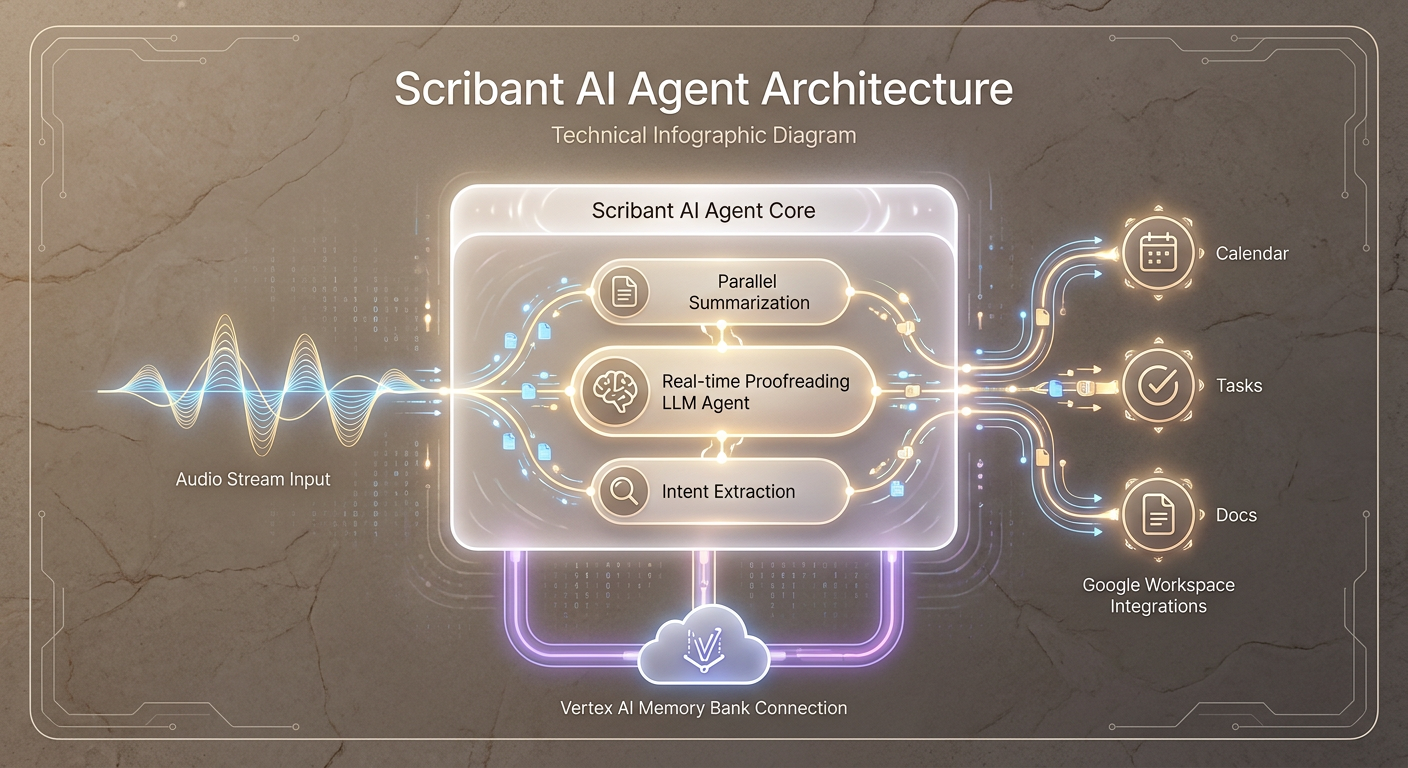 Scribant AI Agent Architecture
Technical Infographic Diagram
Scribant AI Agent Core
Parallel
Summarization
Real-time Proofreading
LLM Agent
Intent Extraction
Audio Stream Input
Calendar
Tasks
Docs
Google Workspace
Integrations
Vertex AI Memory Bank Connection